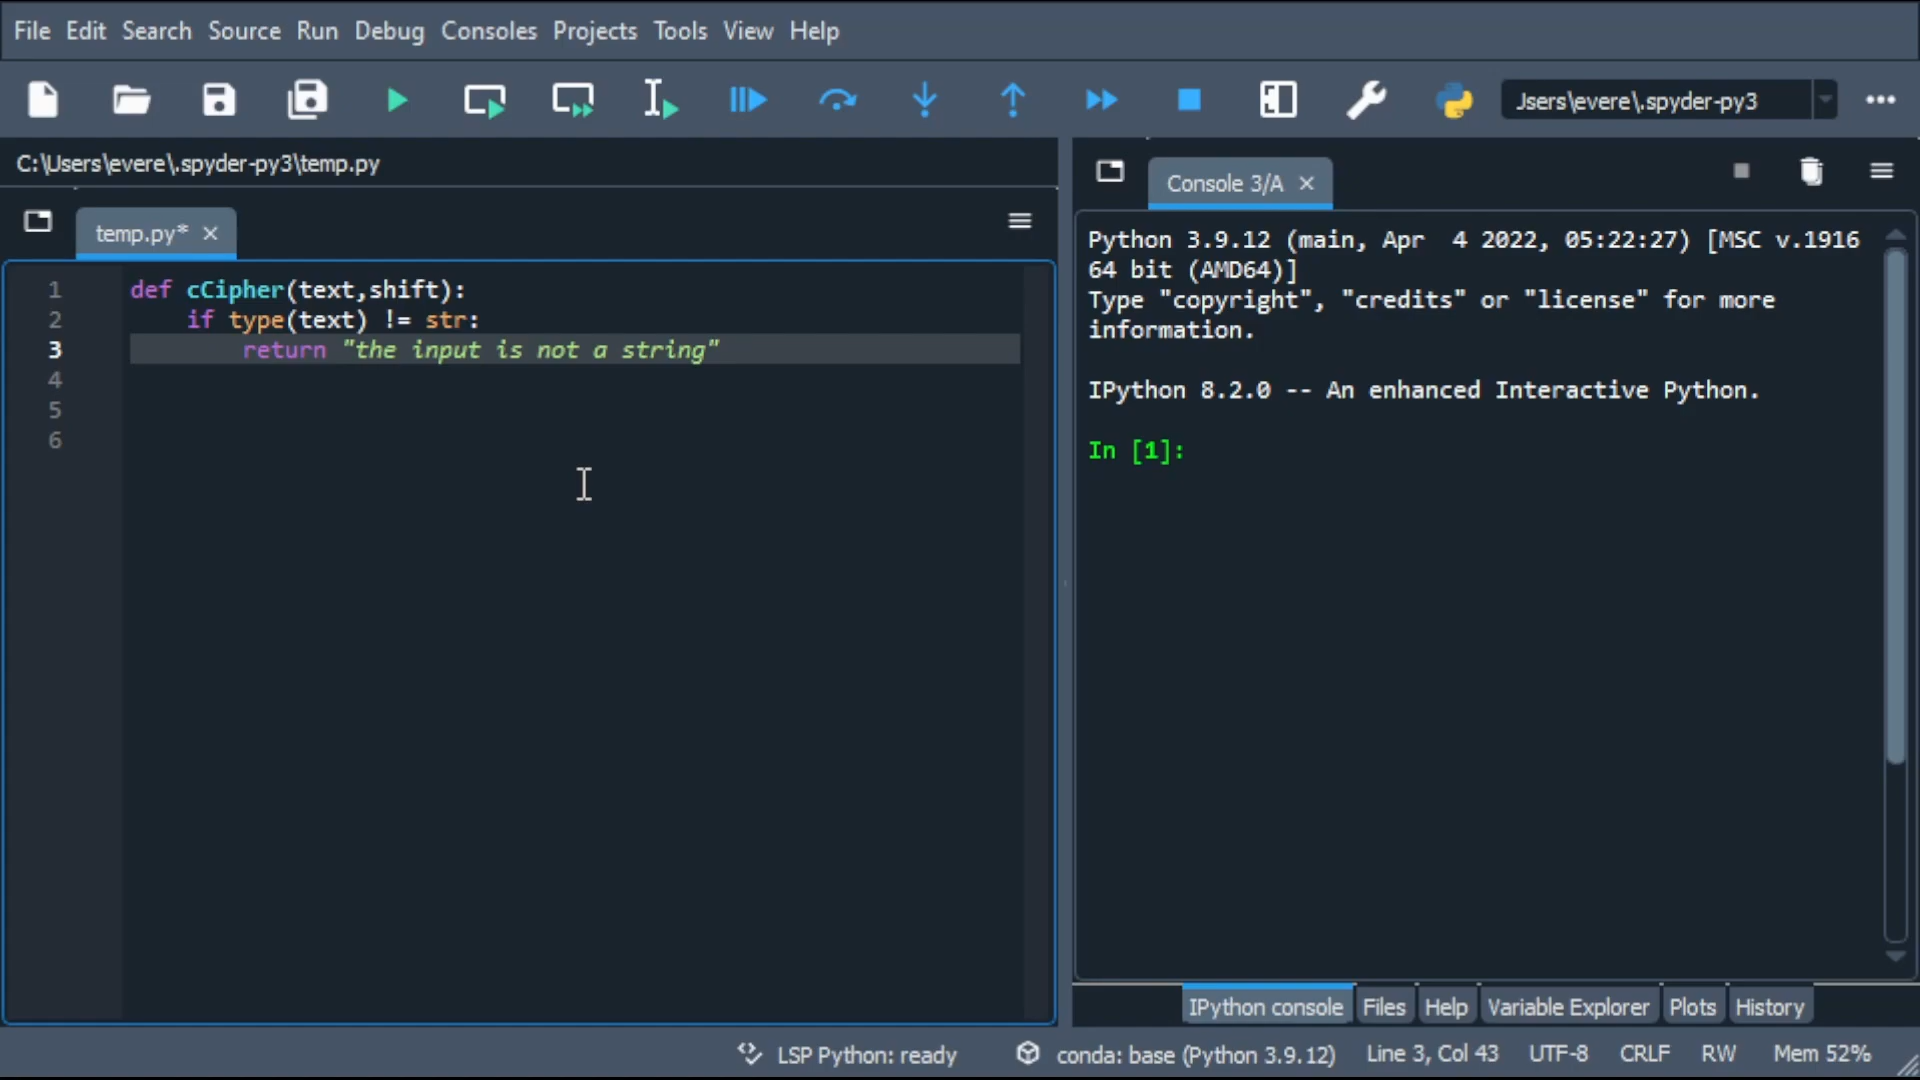 File Edit Search Source Run Debug Consoles Projects Tools View Help
Jsers\evere\.spyder-py3
C:\Users\evere\.spyder-py3\temp.py
temp.py*
1 def cCipher(text,shift):
2 if type(text) != str:
3 return "the input is not a string"
4
5
6
Console 3/A
Python 3.9.12 (main, Apr  4 2022, 05:22:27) [MSC v.1916
64 bit (AMD64)]
Type "copyright", "credits" or "license" for more
information.
IPython 8.2.0 -- An enhanced Interactive Python.
In [1]:
IPython console Files Help Variable Explorer Plots History
LSP Python: ready conda: base (Python 3.9.12) Line 3, Col 43 UTF-8 CRLF RW Mem 52%